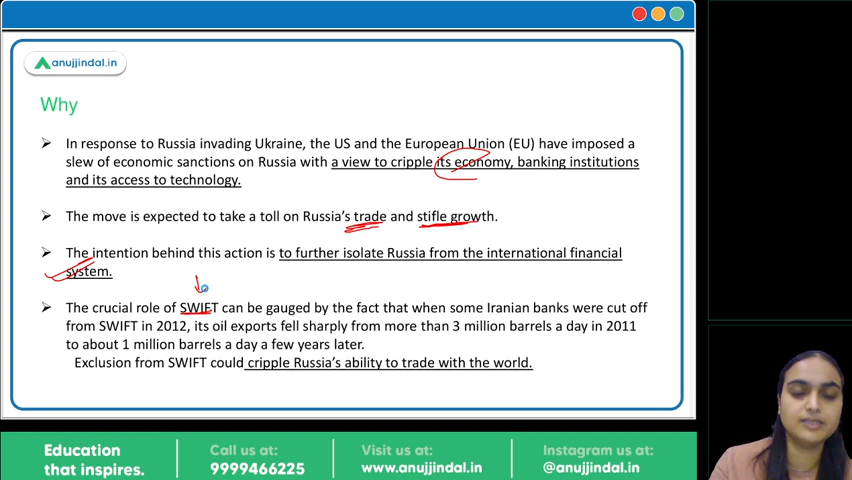 anujjindal.in
Why
In response to Russia invading Ukraine, the US and the European Union (EU) have imposed a
slew of economic sanctions on Russia with a view to cripple its economy, banking institutions
and its access to technology.
The move is expected to take a toll on Russia's trade and stifle growth.
The intention behind this action is to further isolate Russia from the international financial
system.
The crucial role of SWIFT can be gauged by the fact that when some Iranian banks were cut off
from SWIFT in 2012, its oil exports fell sharply from more than 3 million barrels a day in 2011
to about 1 million barrels a day a few years later.
Exclusion from SWIFT could cripple Russia's ability to trade with the world.
Education
that inspires.
Call us at:
9999466225
Visit us at:
www.anujjindal.in
Instagram us at:
@anujjindal.in